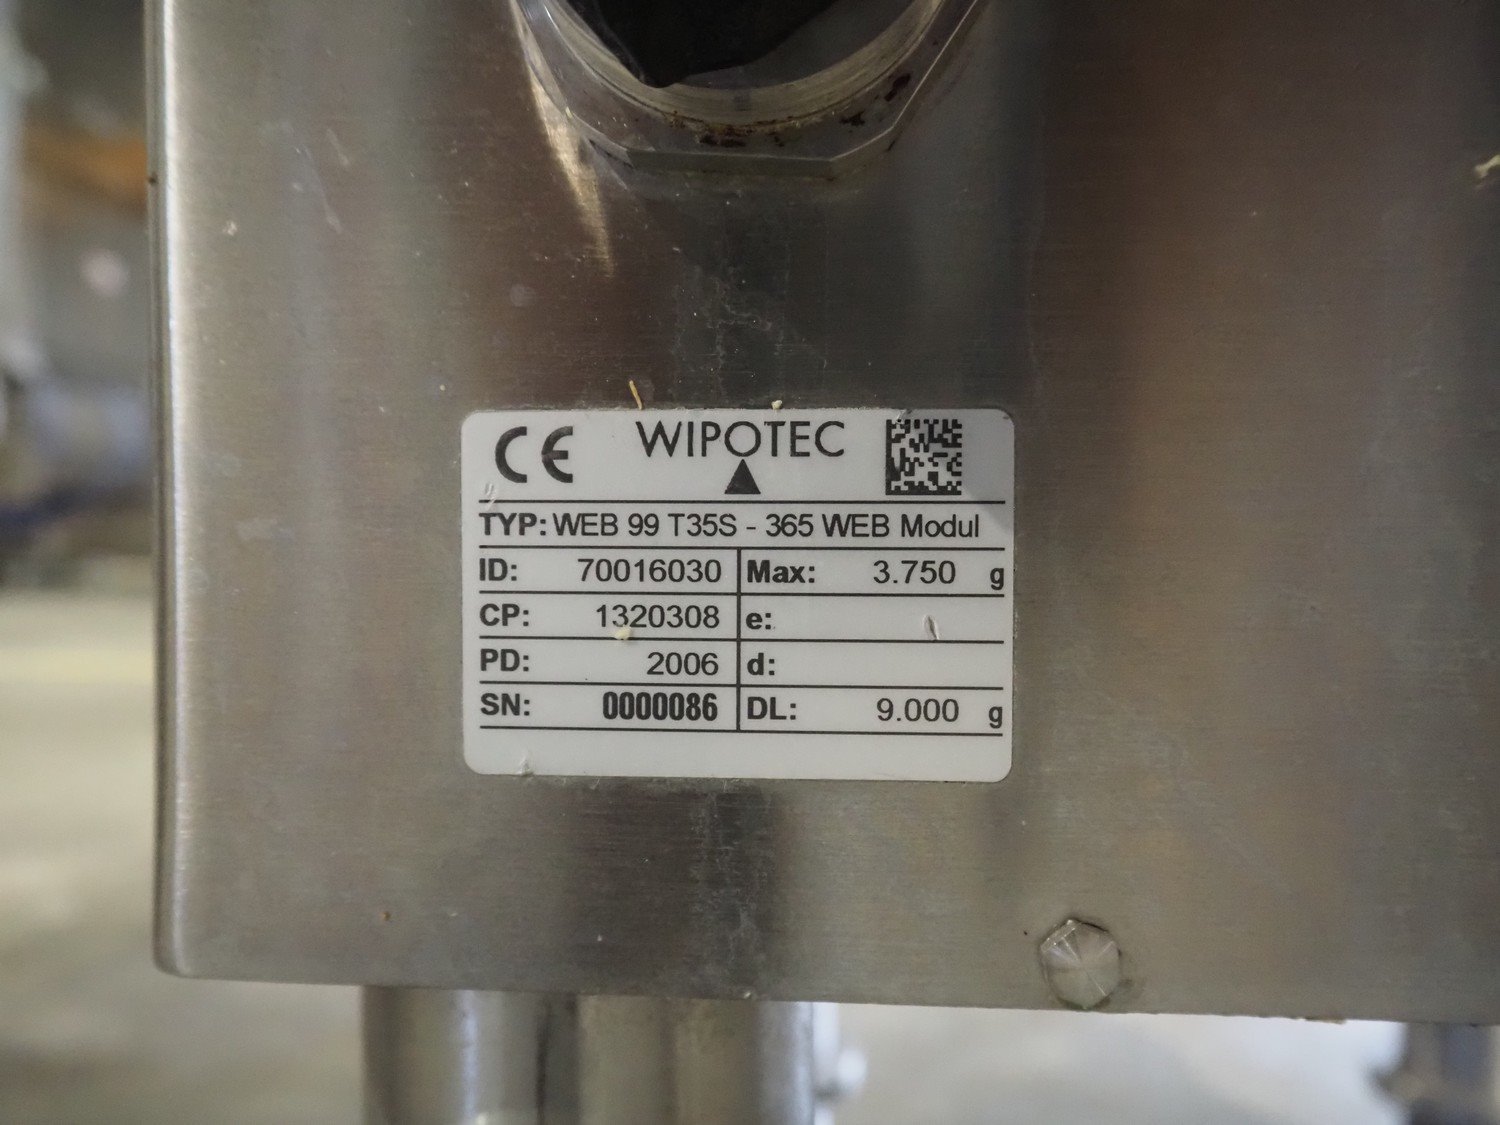 CE WIPOTEC
TYP: WEB 99 T35S - 365 WEB Modul
ID: 70016030 Max: 3.750 g
CP: 1320308 e:
PD: 2006 d:
SN: 0000086 DL: 9.000 g